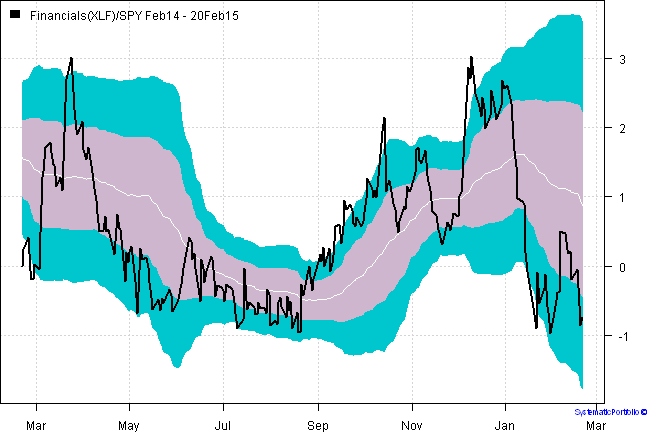 Financials(XLF)/SPY Feb14 - 20Feb15
3
2
1
0
-1
SystematicPortfolio ©
Mar May Jul Sep Nov Jan Mar